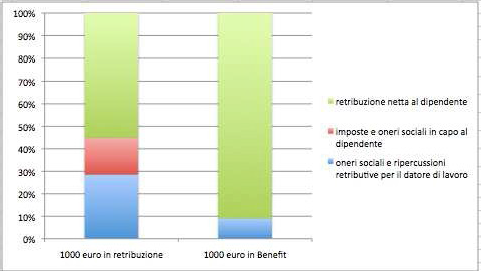 100%
90%
80%
70%
60%
50%
40%
30%
20%
10%
0%
1000 euro in retribuzione
1000 euro in Benefit
retribuzione netta al dipendente
imposte e oneri sociali in capo al
dipendente
oneri sociali e ripercussioni
retributive per il datore di lavoro